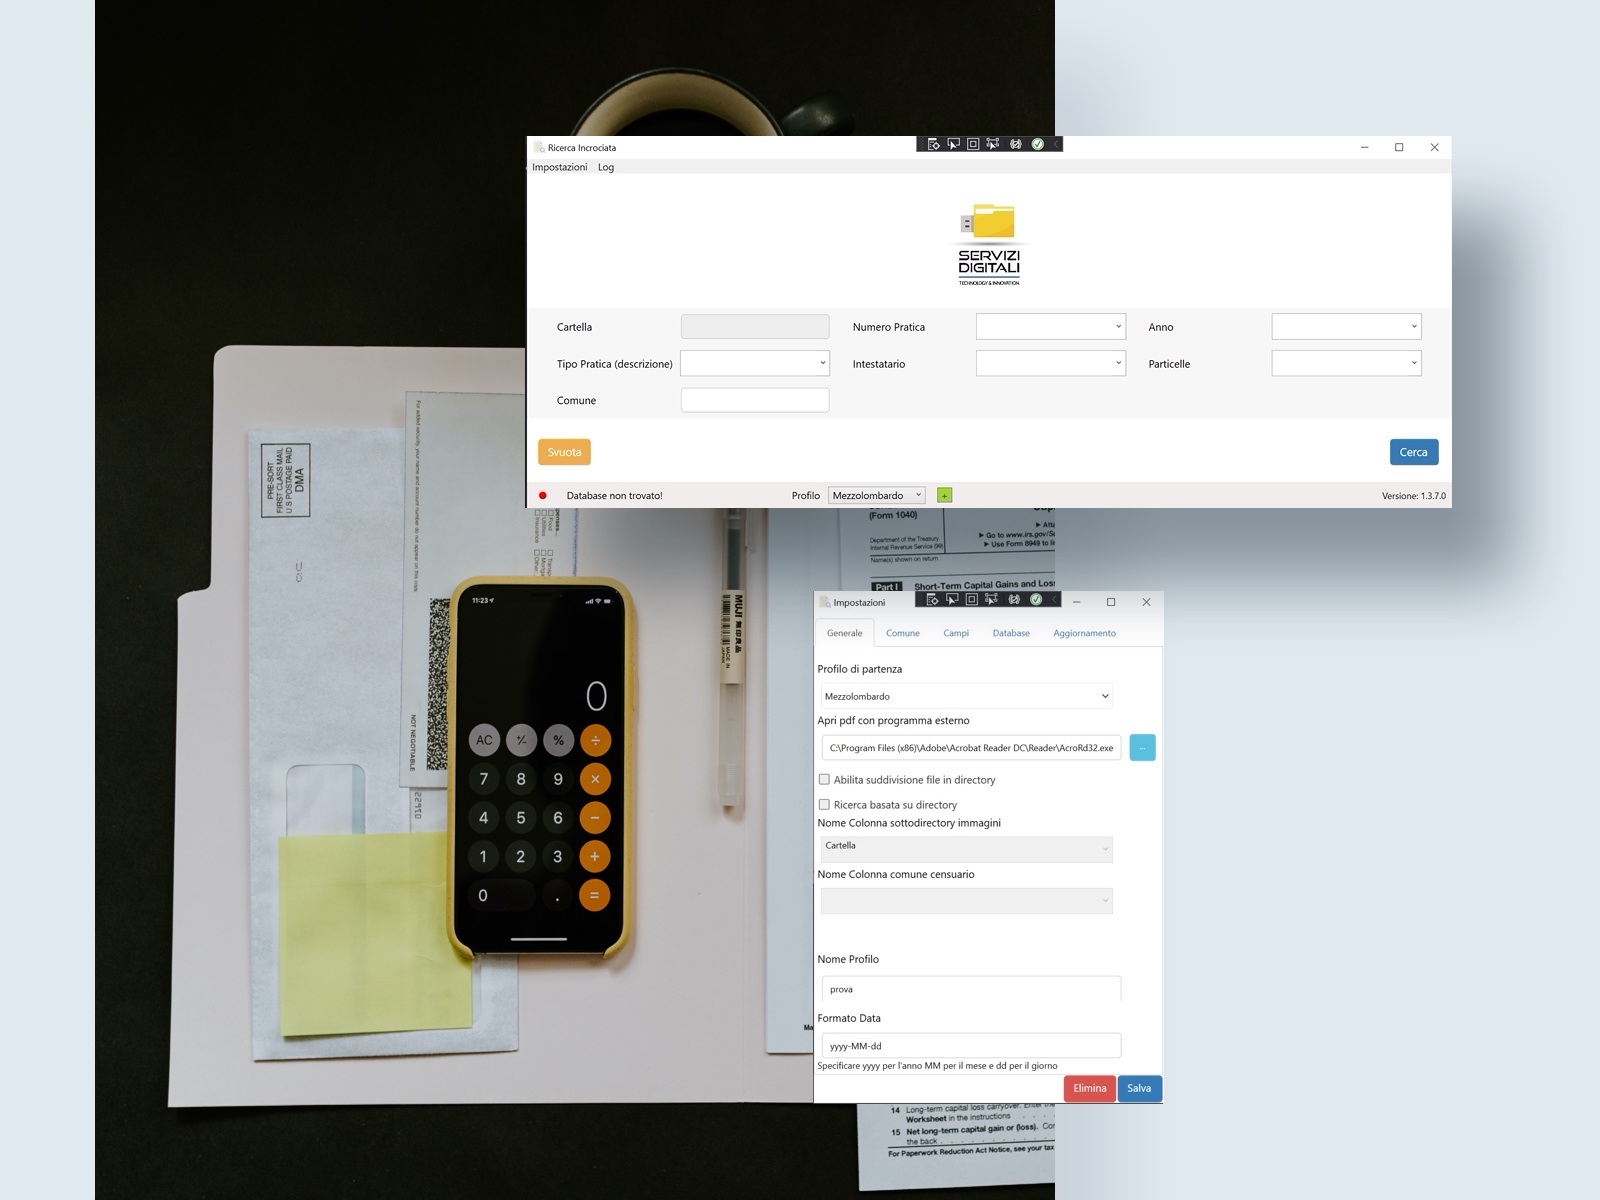 Ricerca Incrociata
Impostazioni Log
SERVIZI
DIGITALI
TECHNOLOGY & INNOVATION
Cartella
Numero Pratica
Anno
Tipo Pratica (descrizione)
Intestatario
Particelle
Comune
Svuota
Cerca
Database non trovato!
Profilo
Mezzolombardo
+
Versione: 1.3.7.0
PRE-SORT
FIRST CLASS MAIL
U S POSTAGE PAID
DMA
NOT NEGOTIABLE
MUJI 無印良品
MADE IN
JAPAN
(Form 1040)
Department of the Treasury
Internal Revenue Service (99)
Name(s) shown on return
► Go to www.irs.gov/
► Use Form 8949 to
Part I Short-Term Capital Gains and
11:23
0
AC +/- % ÷
7 8 9 ×
4 5 6 −
1 2 3 +
0 . =
Impostazioni
Generale Comune Campi Database Aggiornamento
Profilo di partenza
Mezzolombardo
Apri pdf con programma esterno
C:\Program Files (x86)\Adobe\Acrobat Reader DC\Reader\AcroRd32.exe
...
Abilita suddivisione file in directory
Ricerca basata su directory
Nome Colonna sottodirectory immagini
Cartella
Nome Colonna comune censuario
Nome Profilo
prova
Formato Data
yyyy-MM-dd
Specificare yyyy per l'anno MM per il mese e dd per il giorno
Elimina
Salva
14 Long-term capital loss carryover. Enter
Worksheet in the instructions
15 Net long-term capital gain or (loss).
the back
For Paperwork Reduction Act Notice, see your tax